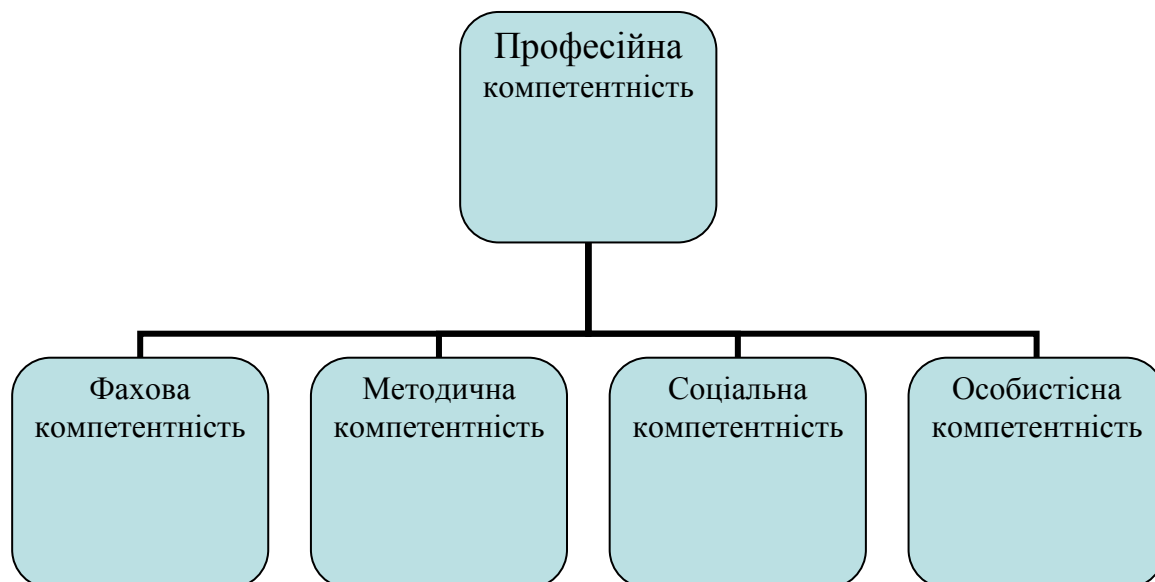 Професійна
компетентність
Фахова
компетентність
Методична
компетентність
Соціальна
компетентність
Особистісна
компетентність